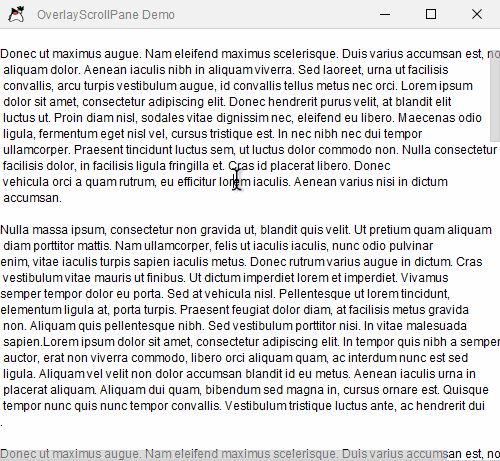 OverlayScrollPane Demo
Donec ut maximus augue. Nam eleifend maximus scelerisque. Duis varius accumsan est, no
aliquam dolor. Aenean iaculis nibh in aliquam viverra. Sed laoreet, urna ut facilisis
convallis, arcu turpis vestibulum augue, id convallis tellus metus nec orci. Lorem ipsum
dolor sit amet, consectetur adipiscing elit. Donec hendrerit purus velit, at blandit elit
luctus ut. Proin diam nisl, sodales vitae dignissim nec, eleifend eu libero. Maecenas odio
ligula, fermentum eget nisl vel, cursus tristique est. In nec nibh nec dui tempor
ullamcorper. Praesent tincidunt luctus sem, ut luctus dolor commodo non. Nulla consectetur
facilisis dolor, in facilisis ligula fringilla et. Cras id placerat libero. Donec
vehicula orci a quam rutrum, eu efficitur lorem iaculis. Aenean varius nisi in dictum
accumsan.
Nulla massa ipsum, consectetur non gravida ut, blandit quis velit. Ut pretium quam aliquam
diam porttitor mattis. Nam ullamcorper, felis ut iaculis iaculis, nunc odio pulvinar
enim, vitae iaculis turpis sapien iaculis metus. Donec rutrum varius augue in dictum. Cras
vestibulum vitae mauris ut finibus. Ut dictum imperdiet lorem et imperdiet. Vivamus
semper tempor dolor eu porta. Sed at vehicula nisl. Pellentesque ut lorem tincidunt,
elementum ligula at, porta turpis. Praesent feugiat dolor diam, at facilisis metus gravida
non. Aliquam quis pellentesque nibh. Sed vestibulum porttitor nisi. In vitae malesuada
sapien.Lorem ipsum dolor sit amet, consectetur adipiscing elit. In tempor quis nibh a semper
auctor, erat non viverra commodo, libero orci aliquam quam, ac interdum nunc est sed
ligula. Aliquam vel velit non dolor accumsan blandit id eu metus. Aenean iaculis urna in
placerat aliquam. Aliquam dui quam, bibendum sed magna in, cursus ornare est. Quisque
tempor nunc quis nunc tempor convallis. Vestibulum tristique luctus ante, ac hendrerit dui
.
Donec ut maximus augue. Nam eleifend maximus scelerisque. Duis varius accumsan est, no